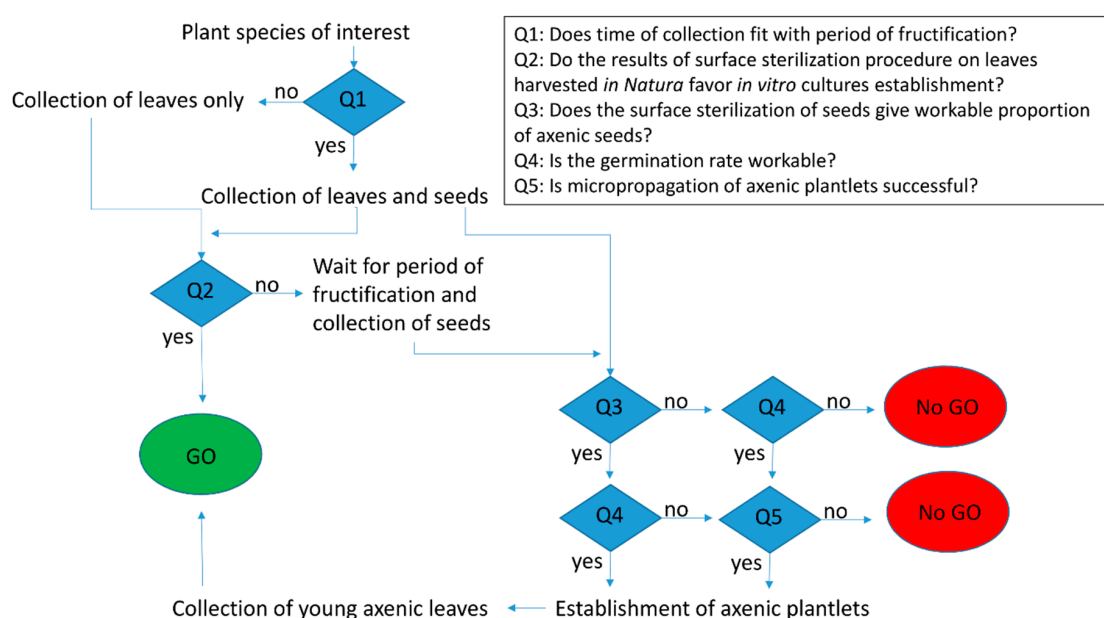 Plant species of interest
Q1: Does time of collection fit with period of fructification?
Q2: Do the results of surface sterilization procedure on leaves
harvested in Natura favor in vitro cultures establishment?
Q3: Does the surface sterilization of seeds give workable proportion
of axenic seeds?
Q4: Is the germination rate workable?
Q5: Is micropropagation of axenic plantlets successful?
Collection of leaves only
no
Q1
yes
Collection of leaves and seeds
Q2
no
yes
Wait for period of
fructification and
collection of seeds
GO
Q3
no
Q4
no
No GO
yes
yes
Q4
no
Q5
no
No GO
yes
yes
Collection of young axenic leaves
Establishment of axenic plantlets